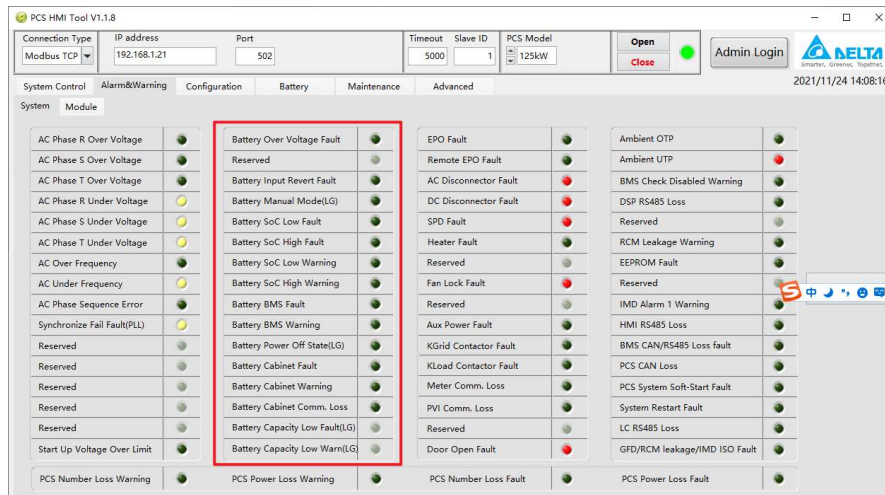 PCS HMI Tool V1.1.8
Connection Type IP address Port Timeout Slave ID PCS Model
Modbus TCP 192.168.1.21 502 5000 1 125kW
Open
Close
Admin Login
DELTA
Smarter. Greener. Together.
System Control Alarm&Warning Configuration Battery Maintenance Advanced
2021/11/24 14:08:16
System Module
AC Phase R Over Voltage Battery Over Voltage Fault EPO Fault Ambient OTP
AC Phase S Over Voltage Reserved Remote EPO Fault Ambient UTP
AC Phase T Over Voltage Battery Input Revert Fault AC Disconnector Fault BMS Check Disabled Warning
AC Phase R Under Voltage Battery Manual Mode(LG) DC Disconnector Fault DSP RS485 Loss
AC Phase S Under Voltage Battery SoC Low Fault SPD Fault Reserved
AC Phase T Under Voltage Battery SoC High Fault Heater Fault RCM Leakage Warning
AC Over Frequency Battery SoC Low Warning Reserved EEPROM Fault
AC Under Frequency Battery SoC High Warning Fan Lock Fault Reserved
AC Phase Sequence Error Battery BMS Fault Reserved IMD Alarm 1 Warning
Synchronize Fail Fault(PLL) Battery BMS Warning Aux Power Fault HMI RS485 Loss
Reserved Battery Power Off State(LG) KGrid Contactor Fault BMS CAN/RS485 Loss fault
Reserved Battery Cabinet Fault KLoad Contactor Fault PCS CAN Loss
Reserved Battery Cabinet Warning Meter Comm. Loss PCS System Soft-Start Fault
Reserved Battery Cabinet Comm. Loss PVI Comm. Loss System Restart Fault
Reserved Battery Capacity Low Fault(LG) Reserved LC RS485 Loss
Start Up Voltage Over Limit Battery Capacity Low Warn(LG) Door Open Fault GFD/RCM leakage/IMD ISO Fault
PCS Number Loss Warning PCS Power Loss Warning PCS Number Loss Fault PCS Power Loss Fault
S 中